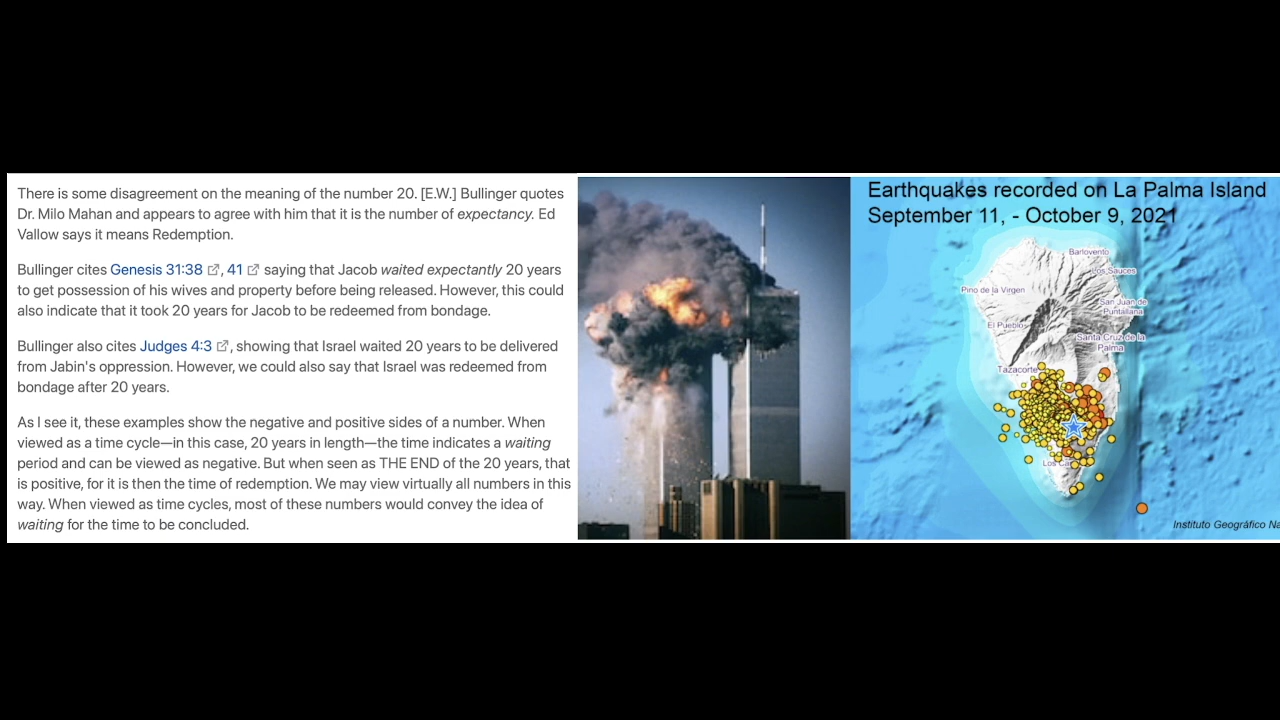 There is some disagreement on the meaning of the number 20. [E.W.] Bullinger quotes
Dr. Milo Mahan and appears to agree with him that it is the number of expectancy. Ed
Vallow says it means Redemption.
Bullinger cites Genesis 31:38, 41 saying that Jacob waited expectantly 20 years
to get possession of his wives and property before being released. However, this could
also indicate that it took 20 years for Jacob to be redeemed from bondage.
Bullinger also cites Judges 4:3, showing that Israel waited 20 years to be delivered
from Jabin's oppression. However, we could also say that Israel was redeemed from
bondage after 20 years.
As I see it, these examples show the negative and positive sides of a number. When
viewed as a time cycle—in this case, 20 years in length—the time indicates a waiting
period and can be viewed as negative. But when seen as THE END of the 20 years, that
is positive, for it is then the time of redemption. We may view virtually all numbers in this
way. When viewed as time cycles, most of these numbers would convey the idea of
waiting for the time to be concluded.
Earthquakes recorded on La Palma Island
September 11, - October 9, 2021
Barlovento
Los Sauces
Pino de la Virgen
San Juan de
Puntallana
El Pueblo
Santa Cruz de la
Palma
Tazacorte
Los Ca
Instituto Geográfico Na